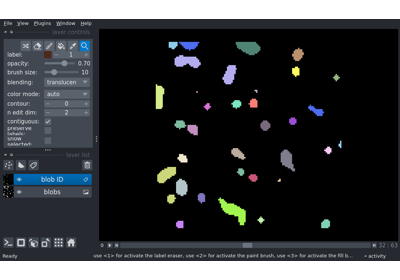 File View Plugins Window Help
layer controls
label: 1
opacity: 0.70
brush size: 10
blending: translucen
color mode: auto
contour: 0
n edit dim: 2
contiguous:
preserve labels:
show selected:
layer list
blob ID
blobs
32 63
Ready use <1> for activate the label eraser, use <2> for activate the paint brush, use <3> for activate the fill b... activity